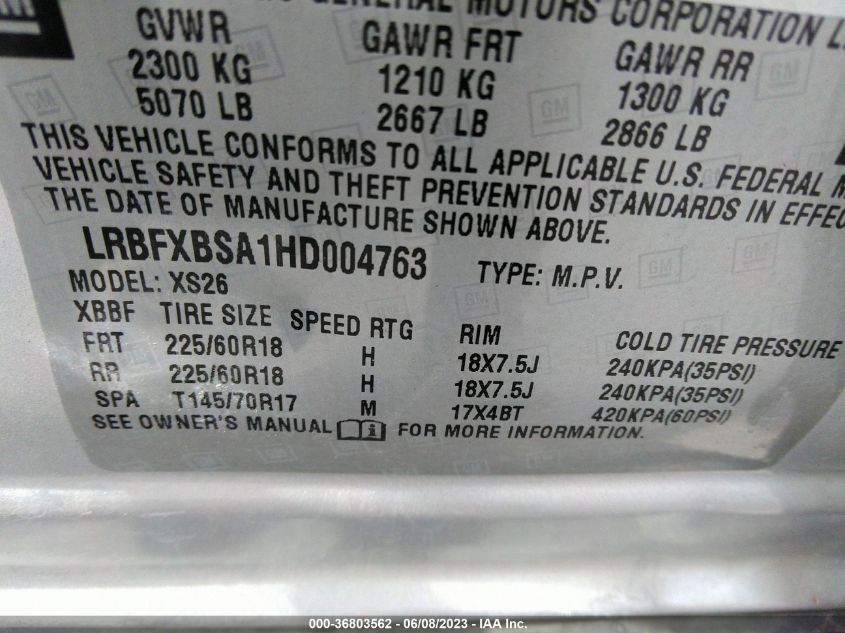 GENERAL MOTORS CORPORATION
GVWR GAWR FRT GAWR RR
2300 KG 1210 KG 1300 KG
5070 LB 2667 LB 2866 LB
THIS VEHICLE CONFORMS TO ALL APPLICABLE U.S. FEDERAL
VEHICLE SAFETY AND THEFT PREVENTION STANDARDS IN
THE DATE OF MANUFACTURE SHOWN ABOVE.
LRBFXBSA1HD004763 TYPE: M.P.V.
MODEL: XS26
XBBF TIRE SIZE SPEED RTG RIM COLD TIRE PRESSURE
FRT 225/60R18 H 18X7.5J 240KPA(35PSI)
RR 225/60R18 H 18X7.5J 240KPA(35PSI)
SPA T145/70R17 M 17X4BT 420KPA(60PSI)
SEE OWNER'S MANUAL i FOR MORE INFORMATION.
000-36803562 - 06/08/2023 - IAA Inc.